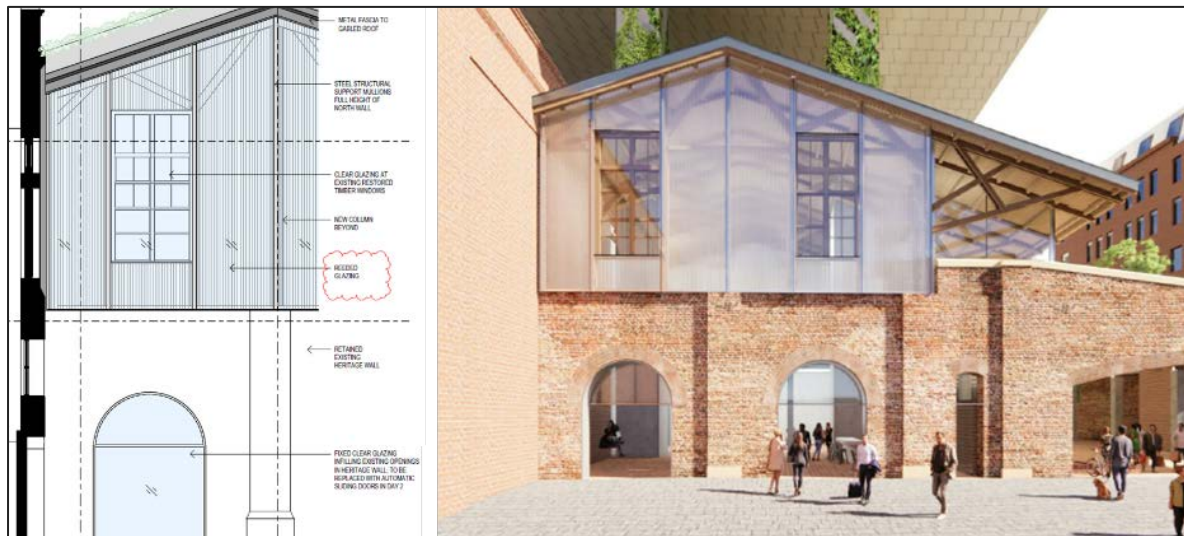 METAL FASCIA TO
GABLED ROOF
STEEL STRUCTURAL
SUPPORT MULLIONS
FULL HEIGHT OF
NORTH WALL
CLEAR GLAZING AT
EXISTING RESTORED
TIMBER WINDOWS
NEW COLUMN
BEYOND
REEDED
GLAZING
RETAINED
EXISTING
HERITAGE WALL
FIXED CLEAR GLAZING
INFILLING EXISTING OPENINGS
IN HERITAGE WALL. TO BE
REPLACED WITH AUTOMATIC
SLIDING DOORS IN DAY 2